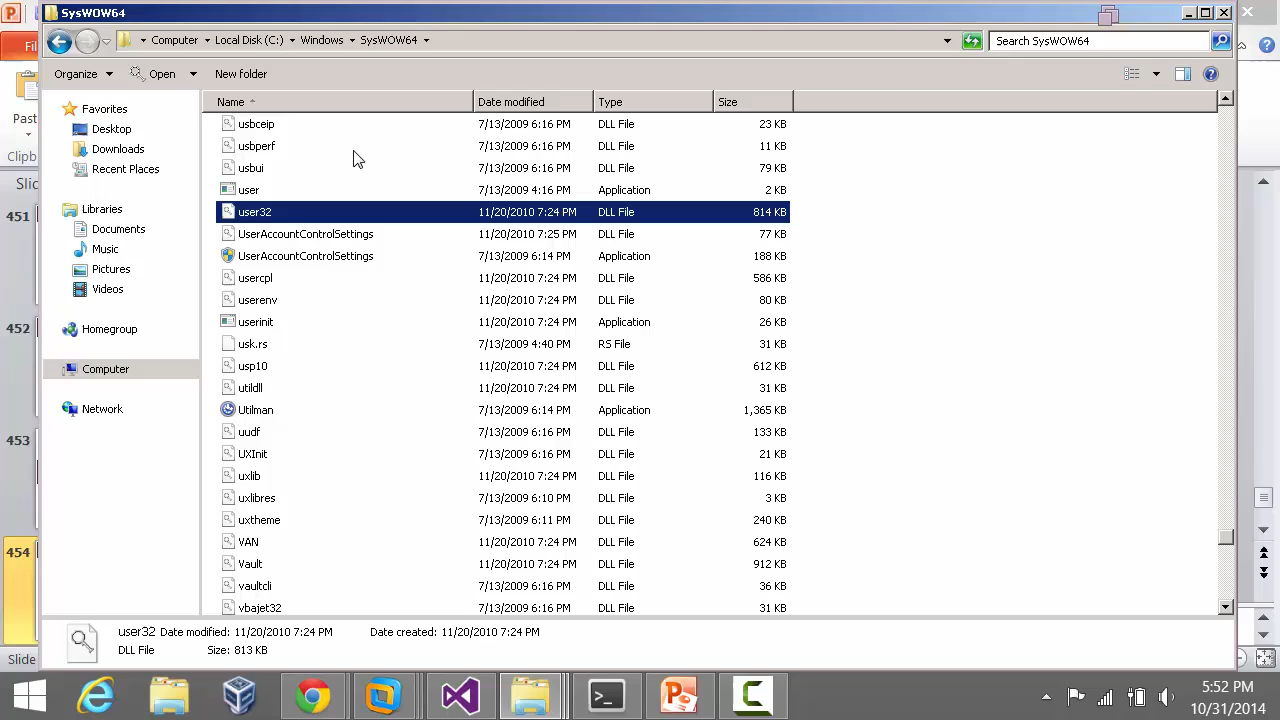 SysWOW64
Computer Local Disk (C:) Windows SysWOW64
Search SysWOW64
Organize Open New folder
Fil
Past
Clipb
Slid
451
452
453
454
Slide
Favorites
Desktop
Downloads
Recent Places
Libraries
Documents
Music
Pictures
Videos
Homegroup
Computer
Network
Name Date modified Type Size
usbceip 7/13/2009 6:16 PM DLL File 23 KB
usbperf 7/13/2009 6:16 PM DLL File 11 KB
usbui 7/13/2009 6:16 PM DLL File 79 KB
user 7/13/2009 4:16 PM Application 2 KB
user32 11/20/2010 7:24 PM DLL File 814 KB
UserAccountControlSettings 11/20/2010 7:25 PM DLL File 77 KB
UserAccountControlSettings 7/13/2009 6:14 PM Application 188 KB
usercpl 11/20/2010 7:24 PM DLL File 586 KB
userenv 11/20/2010 7:24 PM DLL File 80 KB
userinit 11/20/2010 7:24 PM Application 26 KB
usk.rs 7/13/2009 4:40 PM RS File 31 KB
usp10 11/20/2010 7:24 PM DLL File 612 KB
utildll 11/20/2010 7:24 PM DLL File 31 KB
Utilman 7/13/2009 6:14 PM Application 1,365 KB
uudf 7/13/2009 6:16 PM DLL File 133 KB
UXInit 7/13/2009 6:16 PM DLL File 21 KB
uxlib 11/20/2010 7:24 PM DLL File 116 KB
uxlibres 7/13/2009 6:10 PM DLL File 3 KB
uxtheme 7/13/2009 6:11 PM DLL File 240 KB
VAN 11/20/2010 7:24 PM DLL File 624 KB
Vault 11/20/2010 7:24 PM DLL File 912 KB
vaultcli 7/13/2009 6:16 PM DLL File 36 KB
vbajet32 7/13/2009 6:16 PM DLL File 31 KB
user32 Date modified: 11/20/2010 7:24 PM Date created: 11/20/2010 7:24 PM
DLL File Size: 813 KB
5:52 PM
10/31/2014